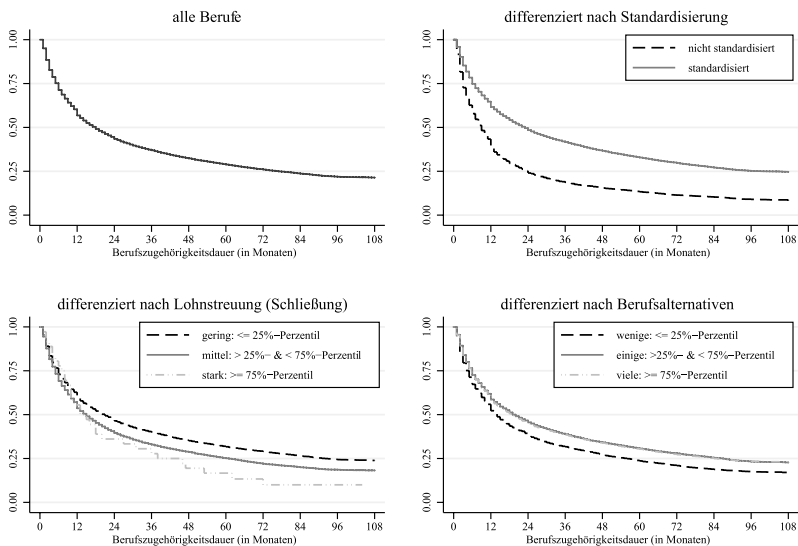 alle Berufe
1.00
0.75
0.50
0.25
0.00
0 12 24 36 48 60 72 84 96 108
Berufszugehörigkeitsdauer (in Monaten)
differenziert nach Standardisierung
nicht standardisiert
standardisiert
1.00
0.75
0.50
0.25
0.00
0 12 24 36 48 60 72 84 96 108
Berufszugehörigkeitsdauer (in Monaten)
differenziert nach Lohnstreuung (Schließung)
gering: <= 25%−Perzentil
mittel: > 25%− & < 75%−Perzentil
stark: >= 75%−Perzentil
1.00
0.75
0.50
0.25
0.00
0 12 24 36 48 60 72 84 96 108
Berufszugehörigkeitsdauer (in Monaten)
differenziert nach Berufsalternativen
wenige: <= 25%−Perzentil
einige: >25%− & < 75%−Perzentil
viele: >= 75%−Perzentil
1.00
0.75
0.50
0.25
0.00
0 12 24 36 48 60 72 84 96 108
Berufszugehörigkeitsdauer (in Monaten)